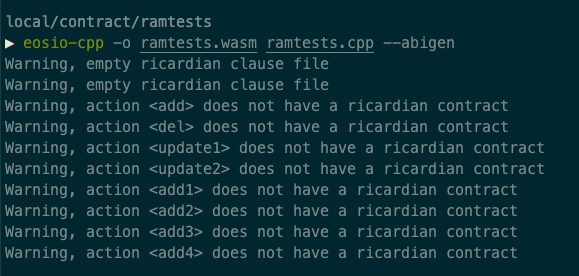 local/contract/ramtests
▶ eosio-cpp -o ramtests.wasm ramtests.cpp --abigen
Warning, empty ricardian clause file
Warning, empty ricardian clause file
Warning, action <add> does not have a ricardian contract
Warning, action <del> does not have a ricardian contract
Warning, action <update1> does not have a ricardian contract
Warning, action <update2> does not have a ricardian contract
Warning, action <add1> does not have a ricardian contract
Warning, action <add2> does not have a ricardian contract
Warning, action <add3> does not have a ricardian contract
Warning, action <add4> does not have a ricardian contract